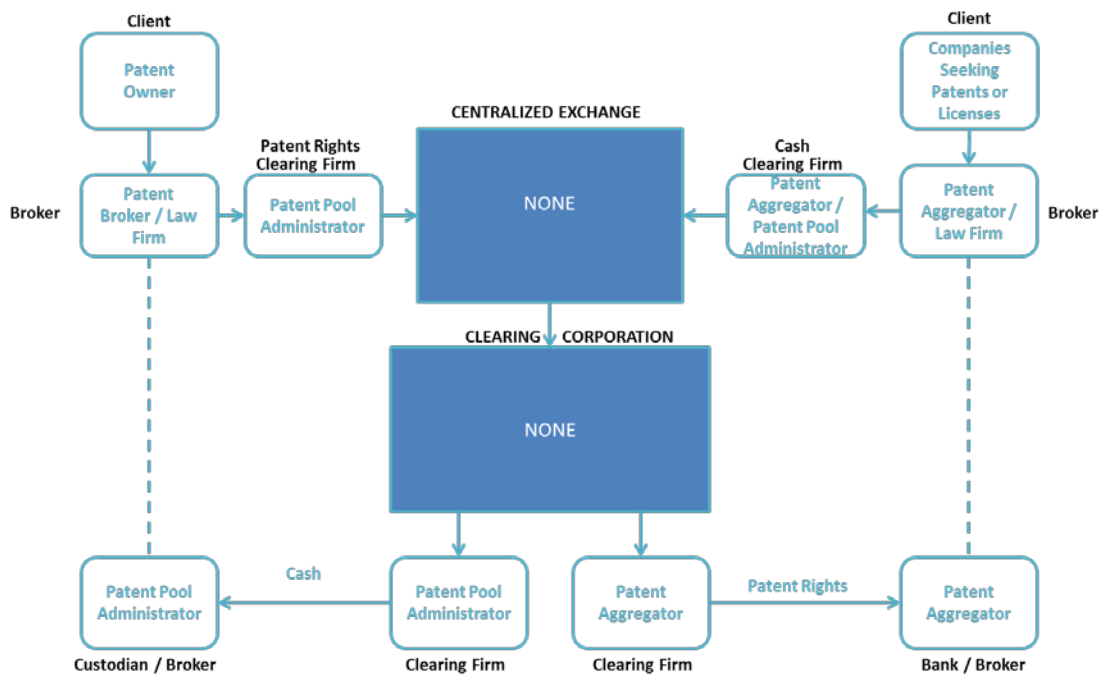 Client
Patent
Owner
Client
Companies
Seeking
Patents or
Licenses
CENTRALIZED EXCHANGE
NONE
Patent Rights
Clearing Firm
Cash
Clearing Firm
Broker
Patent
Broker / Law
Firm
Patent Pool
Administrator
Patent
Aggregator /
Patent Pool
Administrator
Patent
Aggregator /
Law Firm
Broker
CLEARING CORPORATION
NONE
Patent Pool
Administrator
Custodian / Broker
Cash
Patent Pool
Administrator
Clearing Firm
Patent
Aggregator
Clearing Firm
Patent Rights
Patent
Aggregator
Bank / Broker